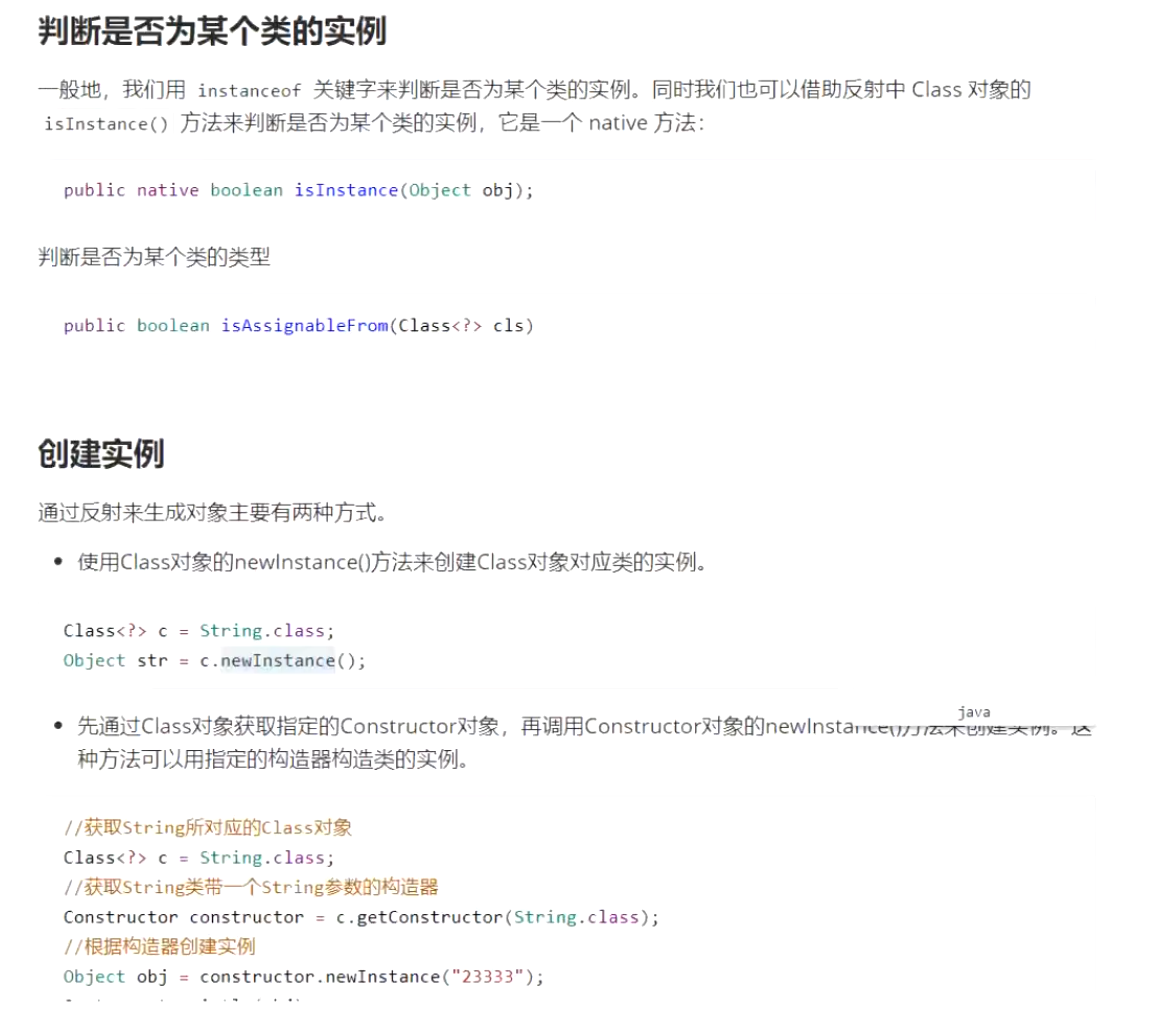 判断是否为某个类的实例
一般地，我们用 instanceof 关键字来判断是否为某个类的实例。同时我们也可以借助反射中 Class 对象的
isInstance() 方法来判断是否为某个类的实例，它是一个 native 方法：
public native boolean isInstance(Object obj);
判断是否为某个类的类型
public boolean isAssignableFrom(Class<?> cls)
创建实例
通过反射来生成对象主要有两种方式。
• 使用Class对象的newInstance()方法来创建Class对象对应类的实例。
Class<?> c = String.class;
Object str = c.newInstance();
java
• 先通过Class对象获取指定的Constructor对象，再调用Constructor对象的newInstance()方法来创建实例。这
种方法可以用指定的构造器构造类的实例。
//获取String所对应的Class对象
Class<?> c = String.class;
//获取String类带一个String参数的构造器
Constructor constructor = c.getConstructor(String.class);
//根据构造器创建实例
Object obj = constructor.newInstance("23333");